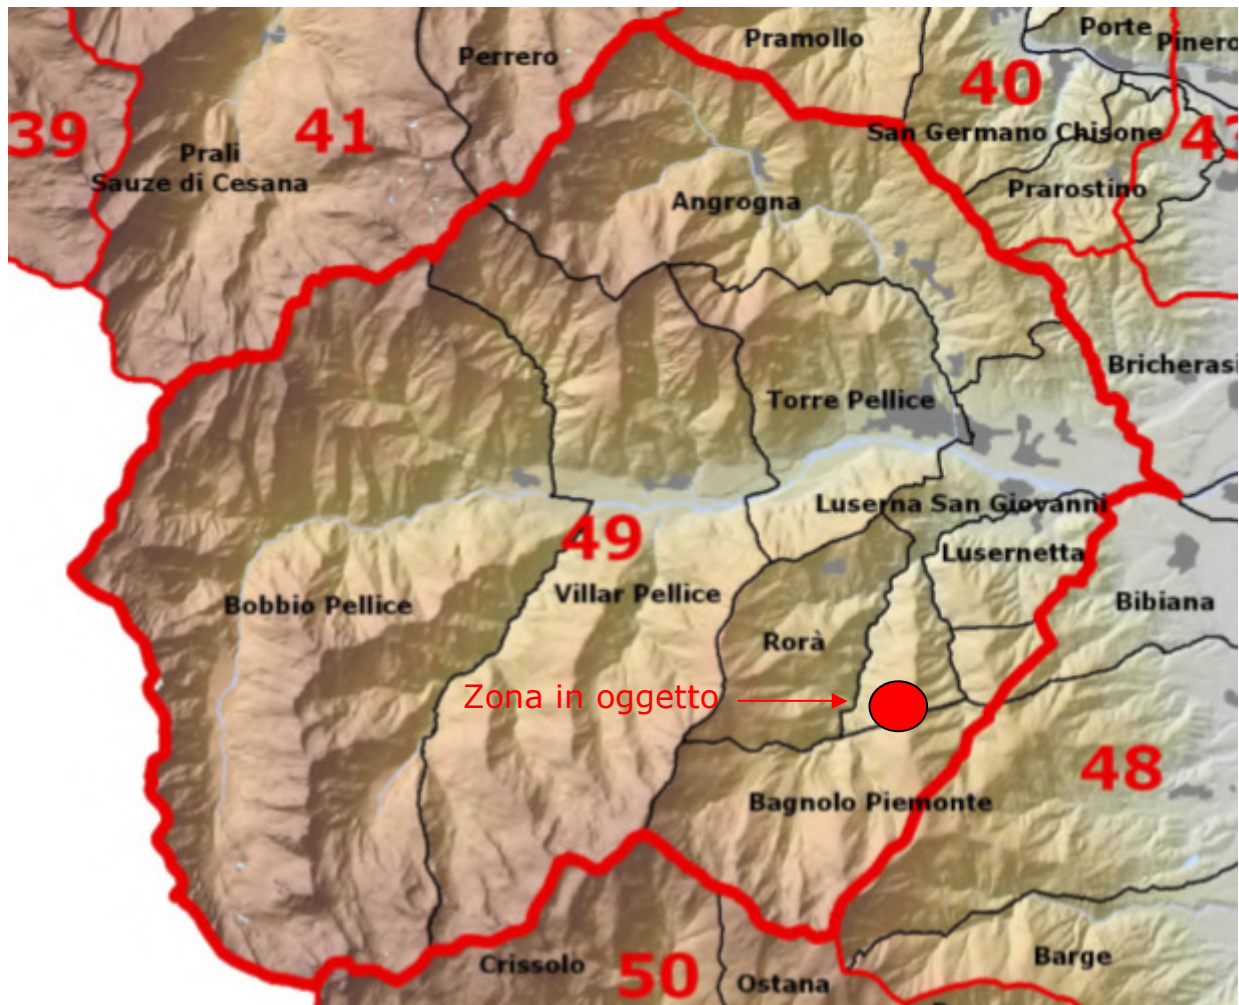 Pramollo
Porte
Pinero
Perrero
40
39
41
43
San Germano Chisone
Prali
Sauze di Cesana
Prarostino
Angrogna
Bricherasi
Torre Pellice
Luserna San Giovanni
49
Lusernetta
Villar Pellice
Bobbio Pellice
Bibiana
Rorà
Zona in oggetto
48
Bagnolo Piemonte
Crissolo
50
Ostana
Barge